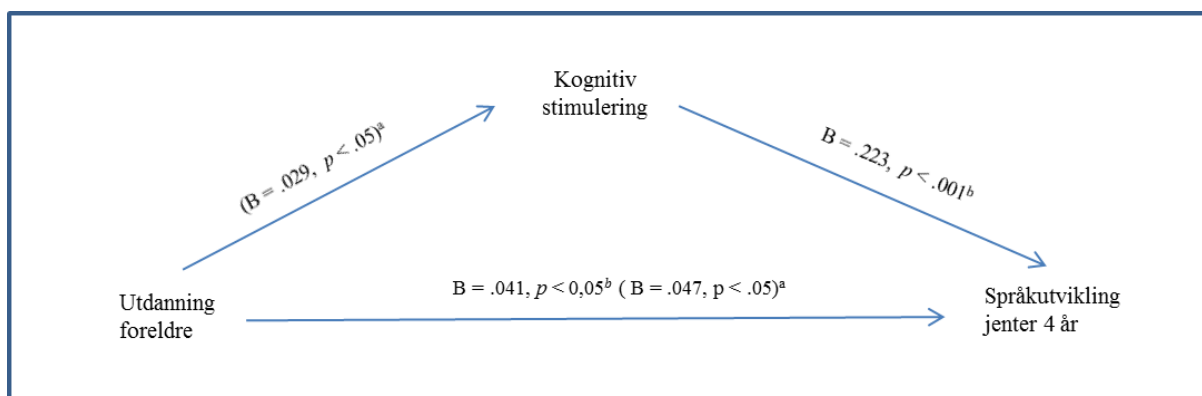 Kognitiv
stimulering
(B = .029, p < .05)ᵃ
B = .223, p < .001ᵇ
B = .041, p < 0,05ᵇ ( B = .047, p < .05)ᵃ
Utdanning
foreldre
Språkutvikling
jenter 4 år